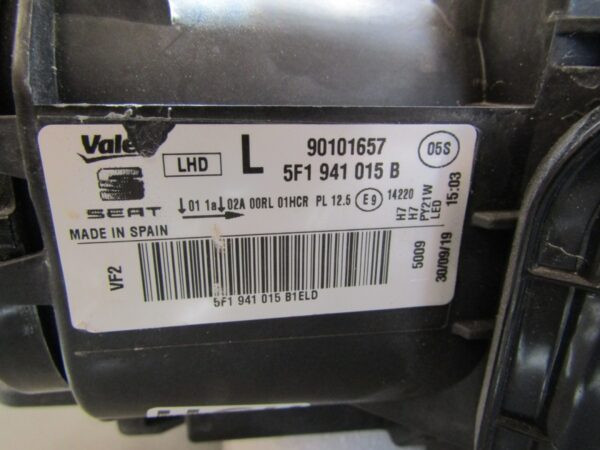 LHD L 90101657 05S
5F1 941 015 B
SEAT
01 1a 02A 00RL 01HCR PL 12.5 E9 14220
MADE IN SPAIN
VF2
5F1 941 015 B1ELD
5009
H7
H7
PY21W
LED
30/09/19 15:03